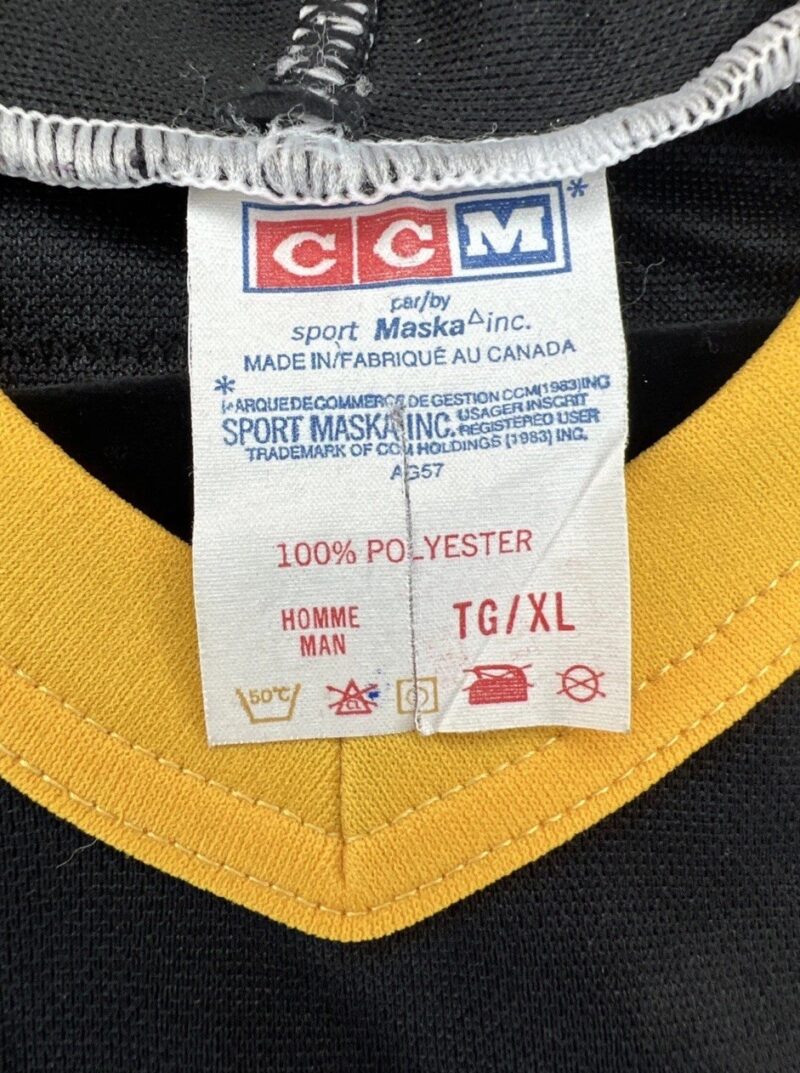 CCM*
par/by
sport Maska inc.
MADE IN/FABRIQUÉ AU CANADA
*
MARQUE DE COMMERCE DE GESTION CCM(1983)INC
SPORT MASKA INC. USAGER INSCRIT
REGISTERED USER
TRADEMARK OF CCM HOLDINGS (1983) INC.
AG57
100% POLYESTER
HOMME
MAN
TG/XL
50°C
CL